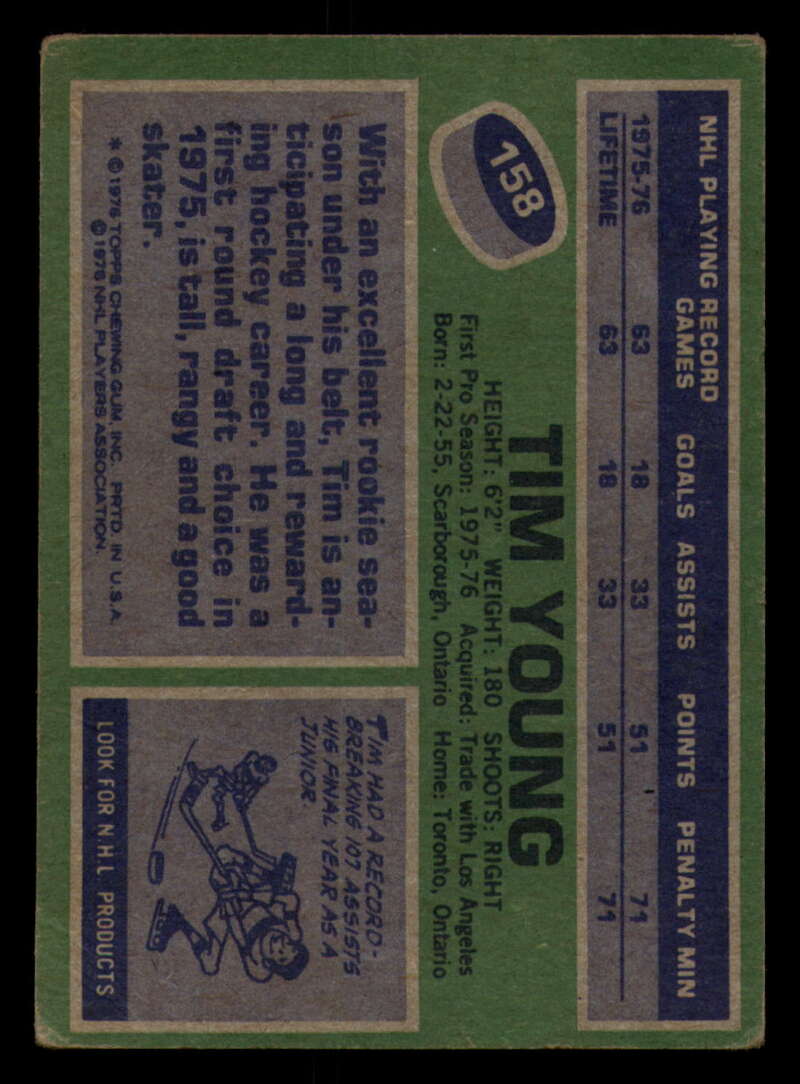 158
TIM YOUNG
HEIGHT: 6'2" WEIGHT: 180 SHOOTS: RIGHT
First Pro Season: 1975-76 Acquired: Trade with Los Angeles
Born: 2-22-55, Scarborough, Ontario Home: Toronto, Ontario
NHL PLAYING RECORD
GAMES GOALS ASSISTS POINTS PENALTY MIN
1975-76 63 18 33 51 71
LIFETIME 63 18 33 51 71
With an excellent rookie sea-
son under his belt, Tim is an-
ticipating a long and reward-
ing hockey career. He was a
first round draft choice in
1975, is tall, rangy and a good
skater.
* © 1976 TOPPS CHEWING GUM, INC. PRTD. IN U.S.A.
© 1976 NHL PLAYERS ASSOCIATION.
TIM HAD A RECORD-
BREAKING 107 ASSISTS
HIS FINAL YEAR AS A
JUNIOR
LOOK FOR N.H.L PRODUCTS